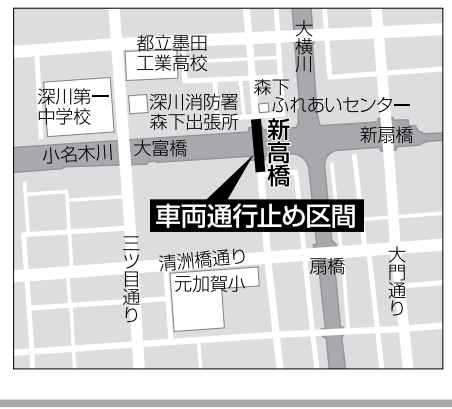 都立墨田
工業高校
大横川
深川第一
中学校
深川消防署
森下出張所
森下
ふれあいセンター
新高橋
新扇橋
小名木川
大富橋
車両通行止め区間
三ツ目通り
清洲橋通り
元加賀小
扇橋
大門通り